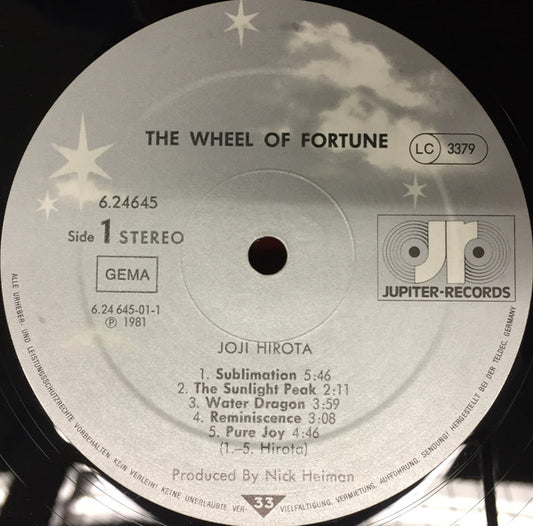 THE WHEEL OF FORTUNE
LC 3379
6.24645
Side 1 STEREO
GEMA
6.24 645-01-1
℗ 1981
jr
JUPITER-RECORDS
JOJI HIROTA
1. Sublimation 5:46
2. The Sunlight Peak 2:11
3. Water Dragon 3:59
4. Reminiscence 3:08
5. Pure Joy 4:46
(1.–5. Hirota)
Produced By Nick Heiman
33
ALLE URHEBER- UND LEISTUNGSSCHUTZRECHTE VORBEHALTEN. KEIN VERLEIH! KEINE UNERLAUBTE VER- VIELFÄLTIGUNG, VERMIETUNG, AUFFÜHRUNG, SENDUNG! HERGESTELLT BEI DER TELDEC, GERMANY